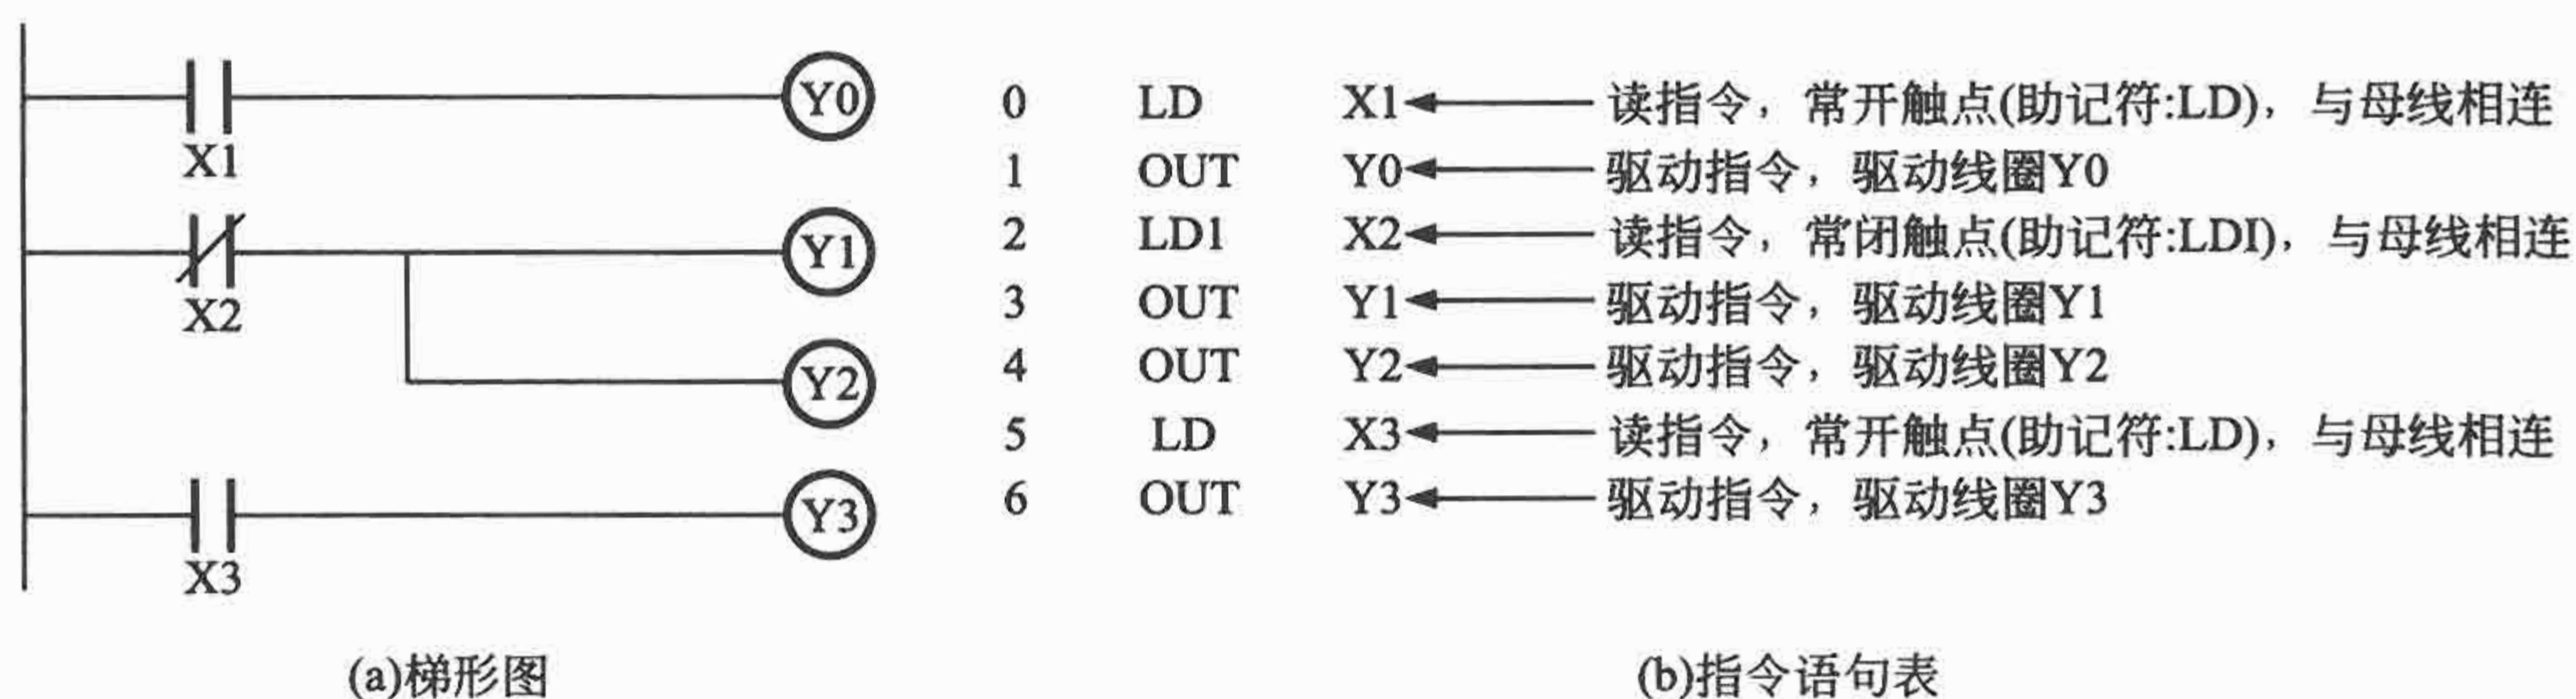 Y0
X1
Y1
X2
Y2
Y3
X3
(a)梯形图
0 LD X1 读指令，常开触点(助记符:LD)，与母线相连
1 OUT Y0 驱动指令，驱动线圈Y0
2 LD1 X2 读指令，常闭触点(助记符:LDI)，与母线相连
3 OUT Y1 驱动指令，驱动线圈Y1
4 OUT Y2 驱动指令，驱动线圈Y2
5 LD X3 读指令，常开触点(助记符:LD)，与母线相连
6 OUT Y3 驱动指令，驱动线圈Y3
(b)指令语句表